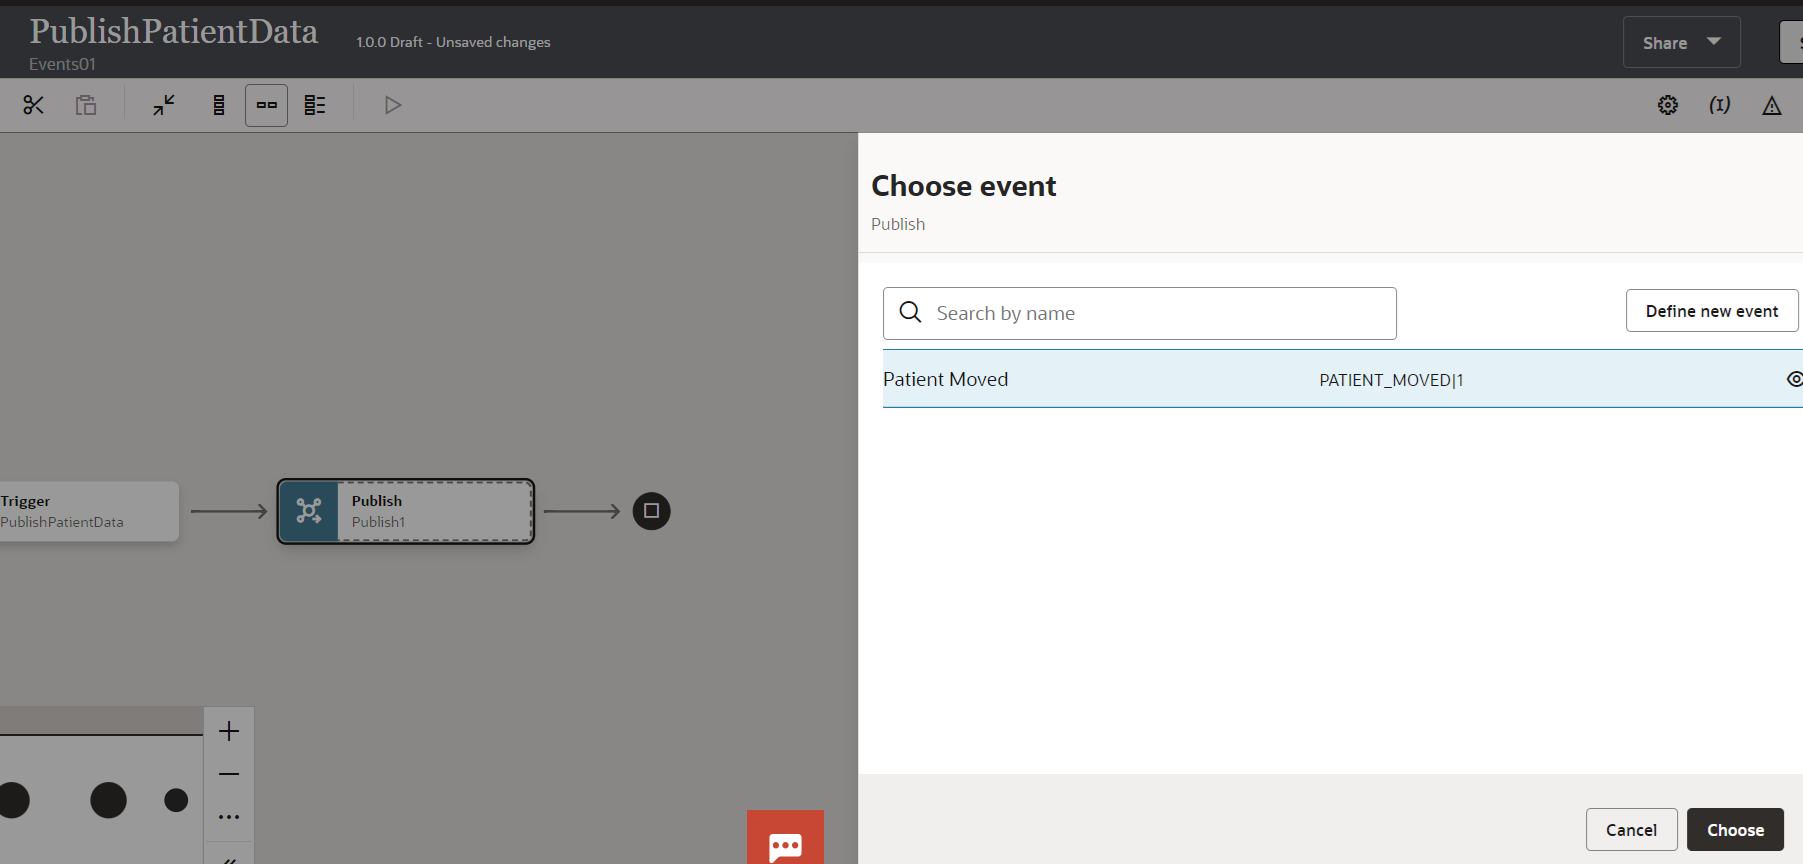 PublishPatientData
1.0.0 Draft - Unsaved changes
Events01
Share
(I)
Choose event
Publish
Search by name
Define new event
Patient Moved
PATIENT_MOVED|1
Trigger
PublishPatientData
Publish
Publish1
Cancel
Choose